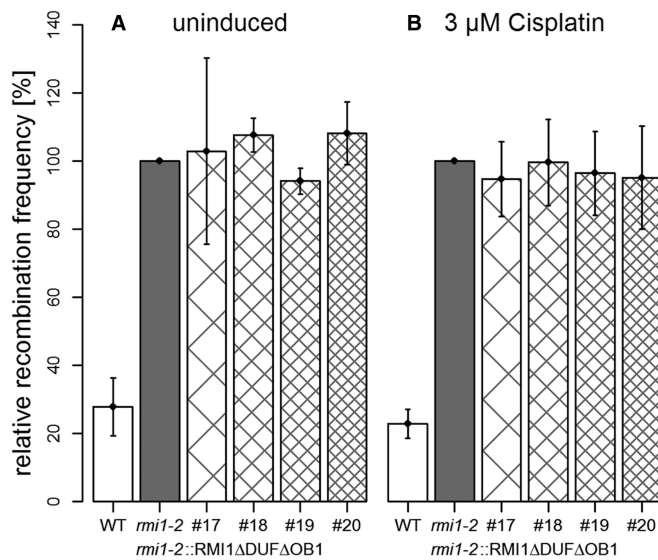 A uninduced
B 3 µM Cisplatin
relative recombination frequency [%]
140
120
100
80
60
40
20
0
WT rmi1-2 #17 #18 #19 #20
WT rmi1-2 #17 #18 #19 #20
rmi1-2::RMI1ΔDUFΔOB1
rmi1-2::RMI1ΔDUFΔOB1